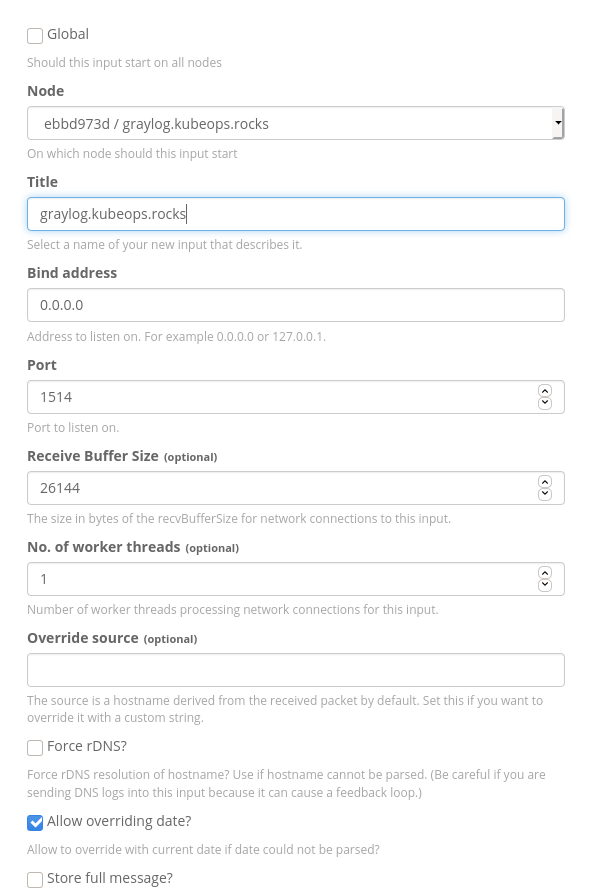 Global
Should this input start on all nodes
Node
ebbd973d / graylog.kubeops.rocks
On which node should this input start
Title
graylog.kubeops.rocks
Select a name of your new input that describes it.
Bind address
0.0.0.0
Address to listen on. For example 0.0.0.0 or 127.0.0.1.
Port
1514
Port to listen on.
Receive Buffer Size (optional)
26144
The size in bytes of the recvBufferSize for network connections to this input.
No. of worker threads (optional)
1
Number of worker threads processing network connections for this input.
Override source (optional)
The source is a hostname derived from the received packet by default. Set this if you want to
override it with a custom string.
Force rDNS?
Force rDNS resolution of hostname? Use if hostname cannot be parsed. (Be careful if you are
sending DNS logs into this input because it can cause a feedback loop.)
Allow overriding date?
Allow to override with current date if date could not be parsed?
Store full message?